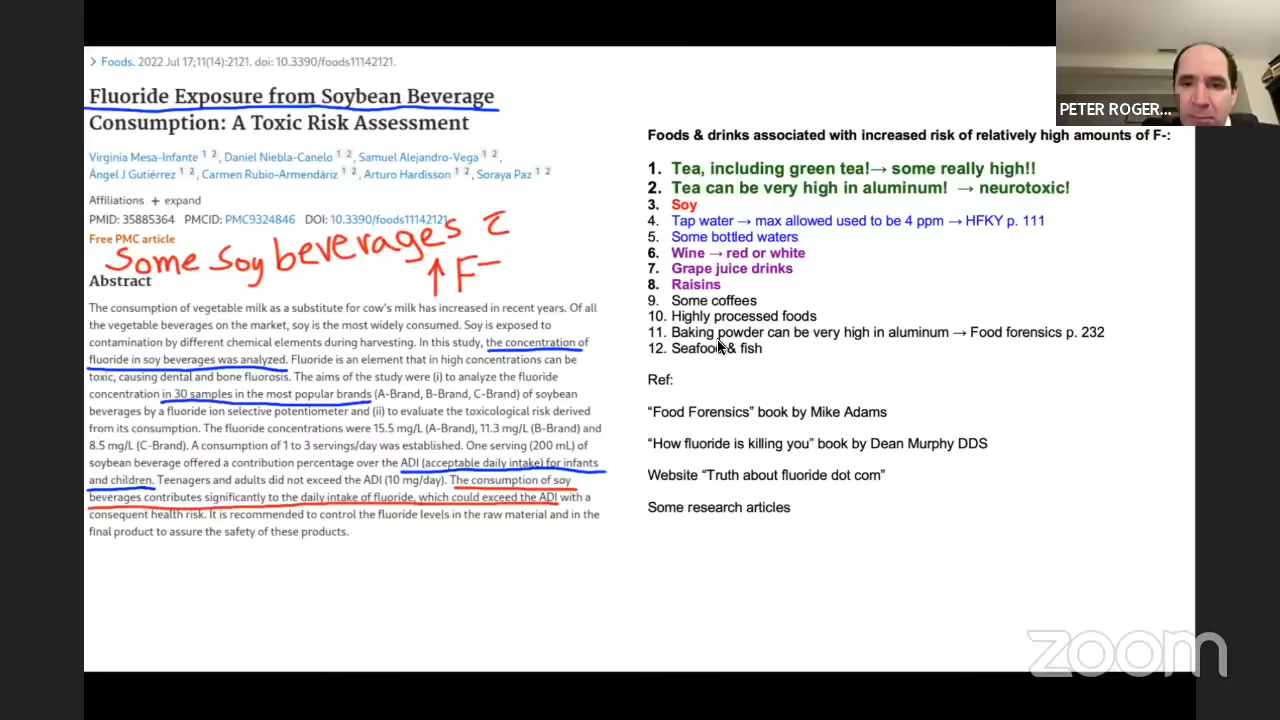 > Foods. 2022 Jul 17;11(14):2121. doi: 10.3390/foods11142121.
Fluoride Exposure from Soybean Beverage
Consumption: A Toxic Risk Assessment
Virginia Mesa-Infante 1 2, Daniel Niebla-Canelo 1 2, Samuel Alejandro-Vega 1 2,
Ángel J Gutiérrez 1 2, Carmen Rubio-Armendáriz 1 2, Arturo Hardisson 1 2, Soraya Paz 1 2
Affiliations + expand
PMID: 35885364 PMCID: PMC9324846 DOI: 10.3390/foods11142121
Free PMC article
Some soy beverages
↑ F-
Abstract
The consumption of vegetable milk as a substitute for cow's milk has increased in recent years. Of all
the vegetable beverages on the market, soy is the most widely consumed. Soy is exposed to
contamination by different chemical elements during harvesting. In this study, the concentration of
fluoride in soy beverages was analyzed. Fluoride is an element that in high concentrations can be
toxic, causing dental and bone fluorosis. The aims of the study were (i) to analyze the fluoride
concentration in 30 samples in the most popular brands (A-Brand, B-Brand, C-Brand) of soybean
beverages by a fluoride ion selective potentiometer and (ii) to evaluate the toxicological risk derived
from its consumption. The fluoride concentrations were 15.5 mg/L (A-Brand), 11.3 mg/L (B-Brand) and
8.5 mg/L (C-Brand). A consumption of 1 to 3 servings/day was established. One serving (200 mL) of
soybean beverage offered a contribution percentage over the ADI (acceptable daily intake) for infants
and children. Teenagers and adults did not exceed the ADI (10 mg/day). The consumption of soy
beverages contributes significantly to the daily intake of fluoride, which could exceed the ADI with a
consequent health risk. It is recommended to control the fluoride levels in the raw material and in the
final product to assure the safety of these products.
PETER ROGER...
Foods & drinks associated with increased risk of relatively high amounts of F-:
1. Tea, including green tea!→ some really high!!
2. Tea can be very high in aluminum! → neurotoxic!
3. Soy
4. Tap water → max allowed used to be 4 ppm → HFKY p. 111
5. Some bottled waters
6. Wine → red or white
7. Grape juice drinks
8. Raisins
9. Some coffees
10. Highly processed foods
11. Baking powder can be very high in aluminum → Food forensics p. 232
12. Seafood & fish
Ref:
“Food Forensics” book by Mike Adams
“How fluoride is killing you” book by Dean Murphy DDS
Website “Truth about fluoride dot com”
Some research articles
zoom